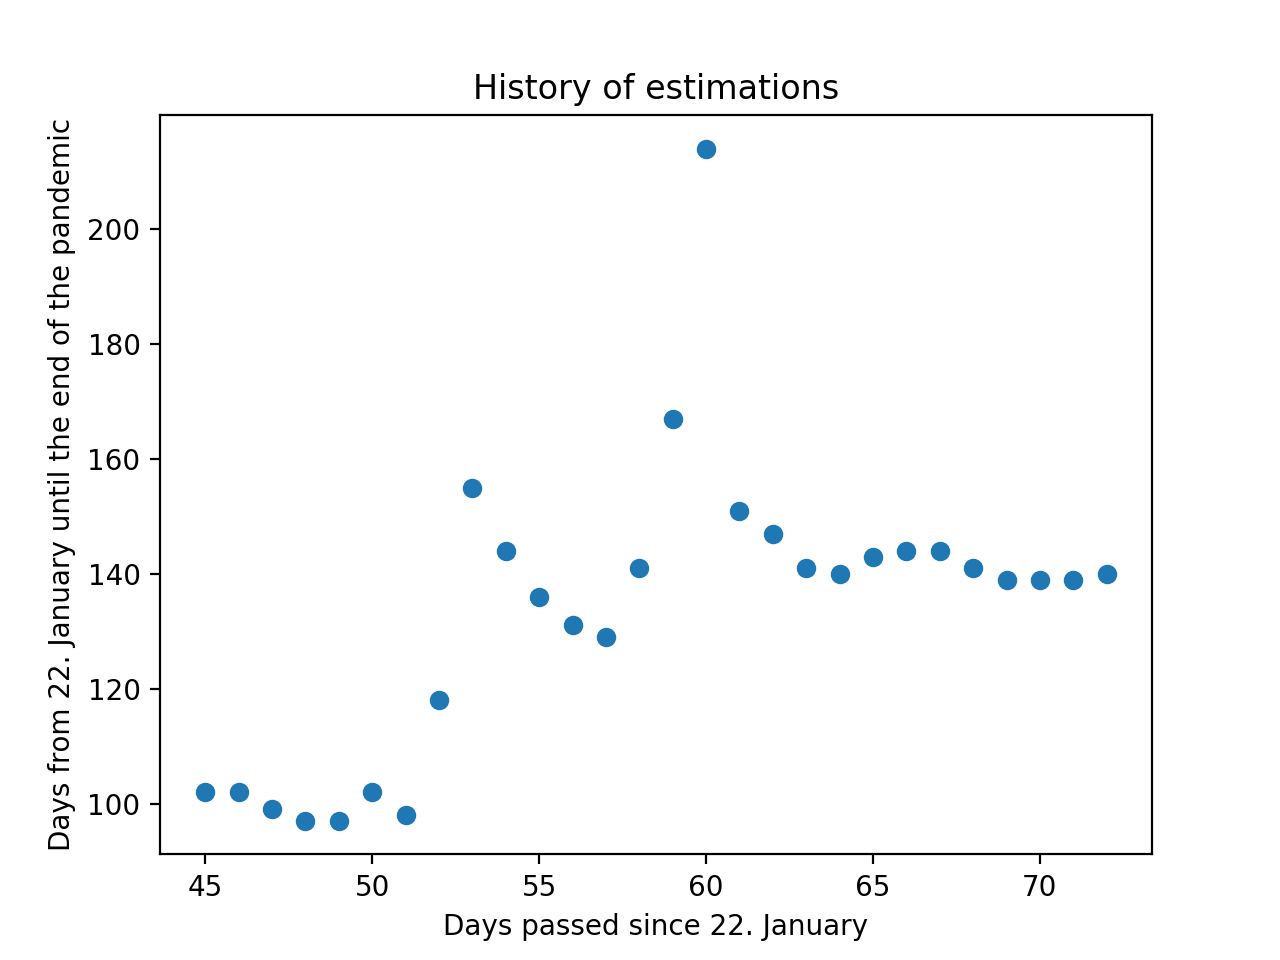 History of estimations
Days from 22. January until the end of the pandemic
200
180
160
140
120
100
45 50 55 60 65 70
Days passed since 22. January